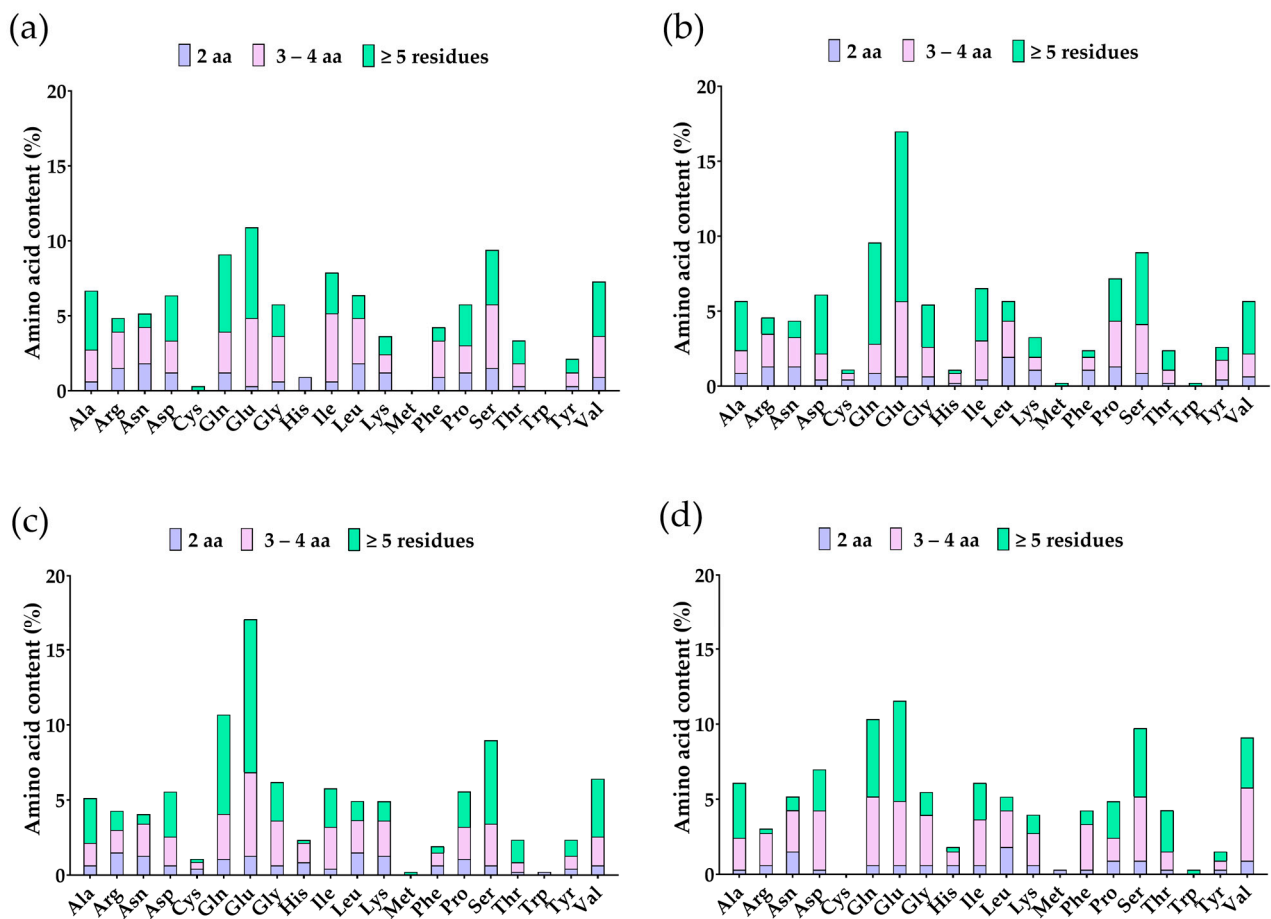 (a)
2 aa 3 – 4 aa ≥ 5 residues
Amino acid content (%)
20
15
10
5
0
Ala Arg Asn Asp Cys Gln Glu Gly His Ile Leu Lys Met Phe Pro Ser Thr Trp Tyr Val
(b)
2 aa 3 – 4 aa ≥ 5 residues
Amino acid content (%)
20
15
10
5
0
Ala Arg Asn Asp Cys Gln Glu Gly His Ile Leu Lys Met Phe Pro Ser Thr Trp Tyr Val
(c)
2 aa 3 – 4 aa ≥ 5 residues
Amino acid content (%)
20
15
10
5
0
Ala Arg Asn Asp Cys Gln Glu Gly His Ile Leu Lys Met Phe Pro Ser Thr Trp Tyr Val
(d)
2 aa 3 – 4 aa ≥ 5 residues
Amino acid content (%)
20
15
10
5
0
Ala Arg Asn Asp Cys Gln Glu Gly His Ile Leu Lys Met Phe Pro Ser Thr Trp Tyr Val